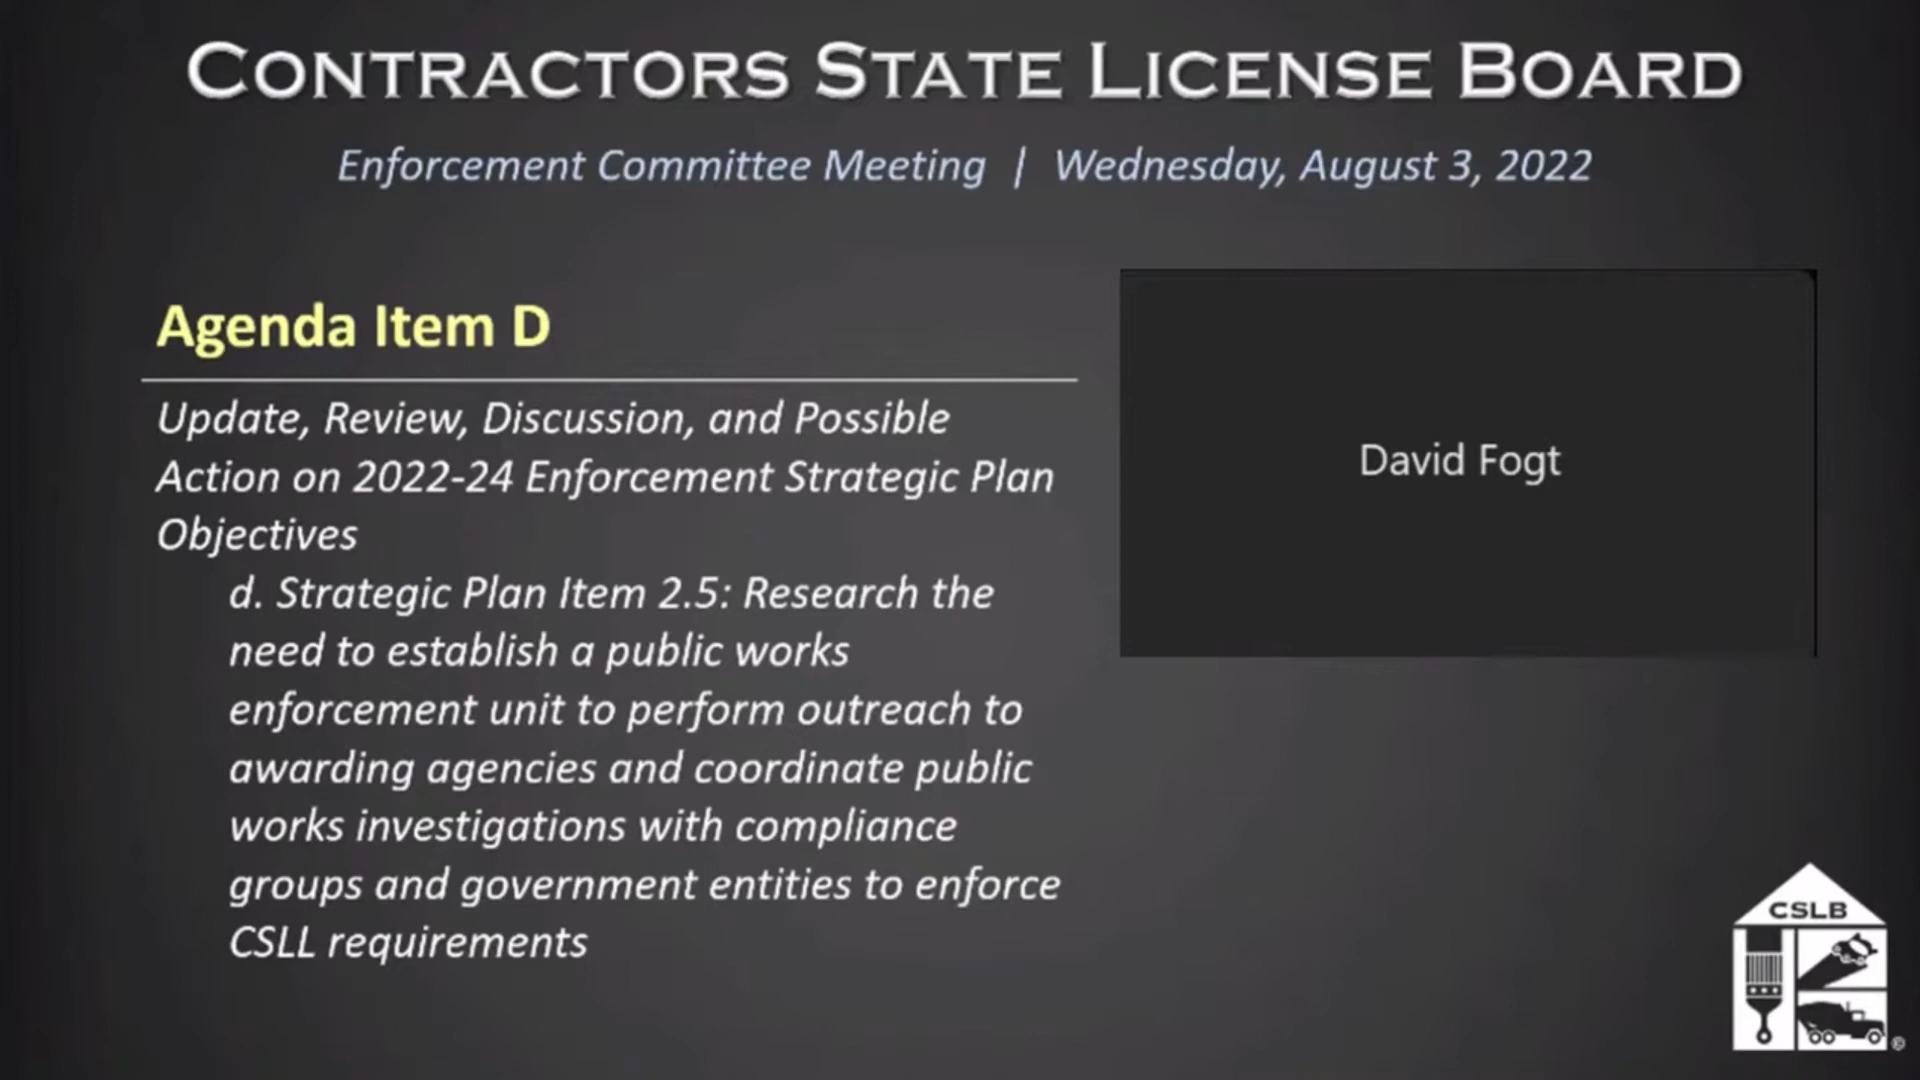 CONTRACTORS STATE LICENSE BOARD
Enforcement Committee Meeting | Wednesday, August 3, 2022
Agenda Item D
Update, Review, Discussion, and Possible
Action on 2022-24 Enforcement Strategic Plan
Objectives
d. Strategic Plan Item 2.5: Research the
need to establish a public works
enforcement unit to perform outreach to
awarding agencies and coordinate public
works investigations with compliance
groups and government entities to enforce
CSLL requirements
David Fogt
CSLB
©